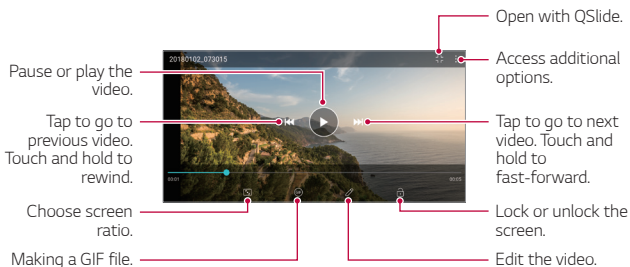 Open with QSlide.
20180102_073015
Access additional
options.
Pause or play the
video.
Tap to go to
previous video.
Touch and hold to
rewind.
Tap to go to next
video. Touch and
hold to
fast-forward.
00:01
00:05
GIF
Choose screen
ratio.
Lock or unlock the
screen.
Making a GIF file.
Edit the video.